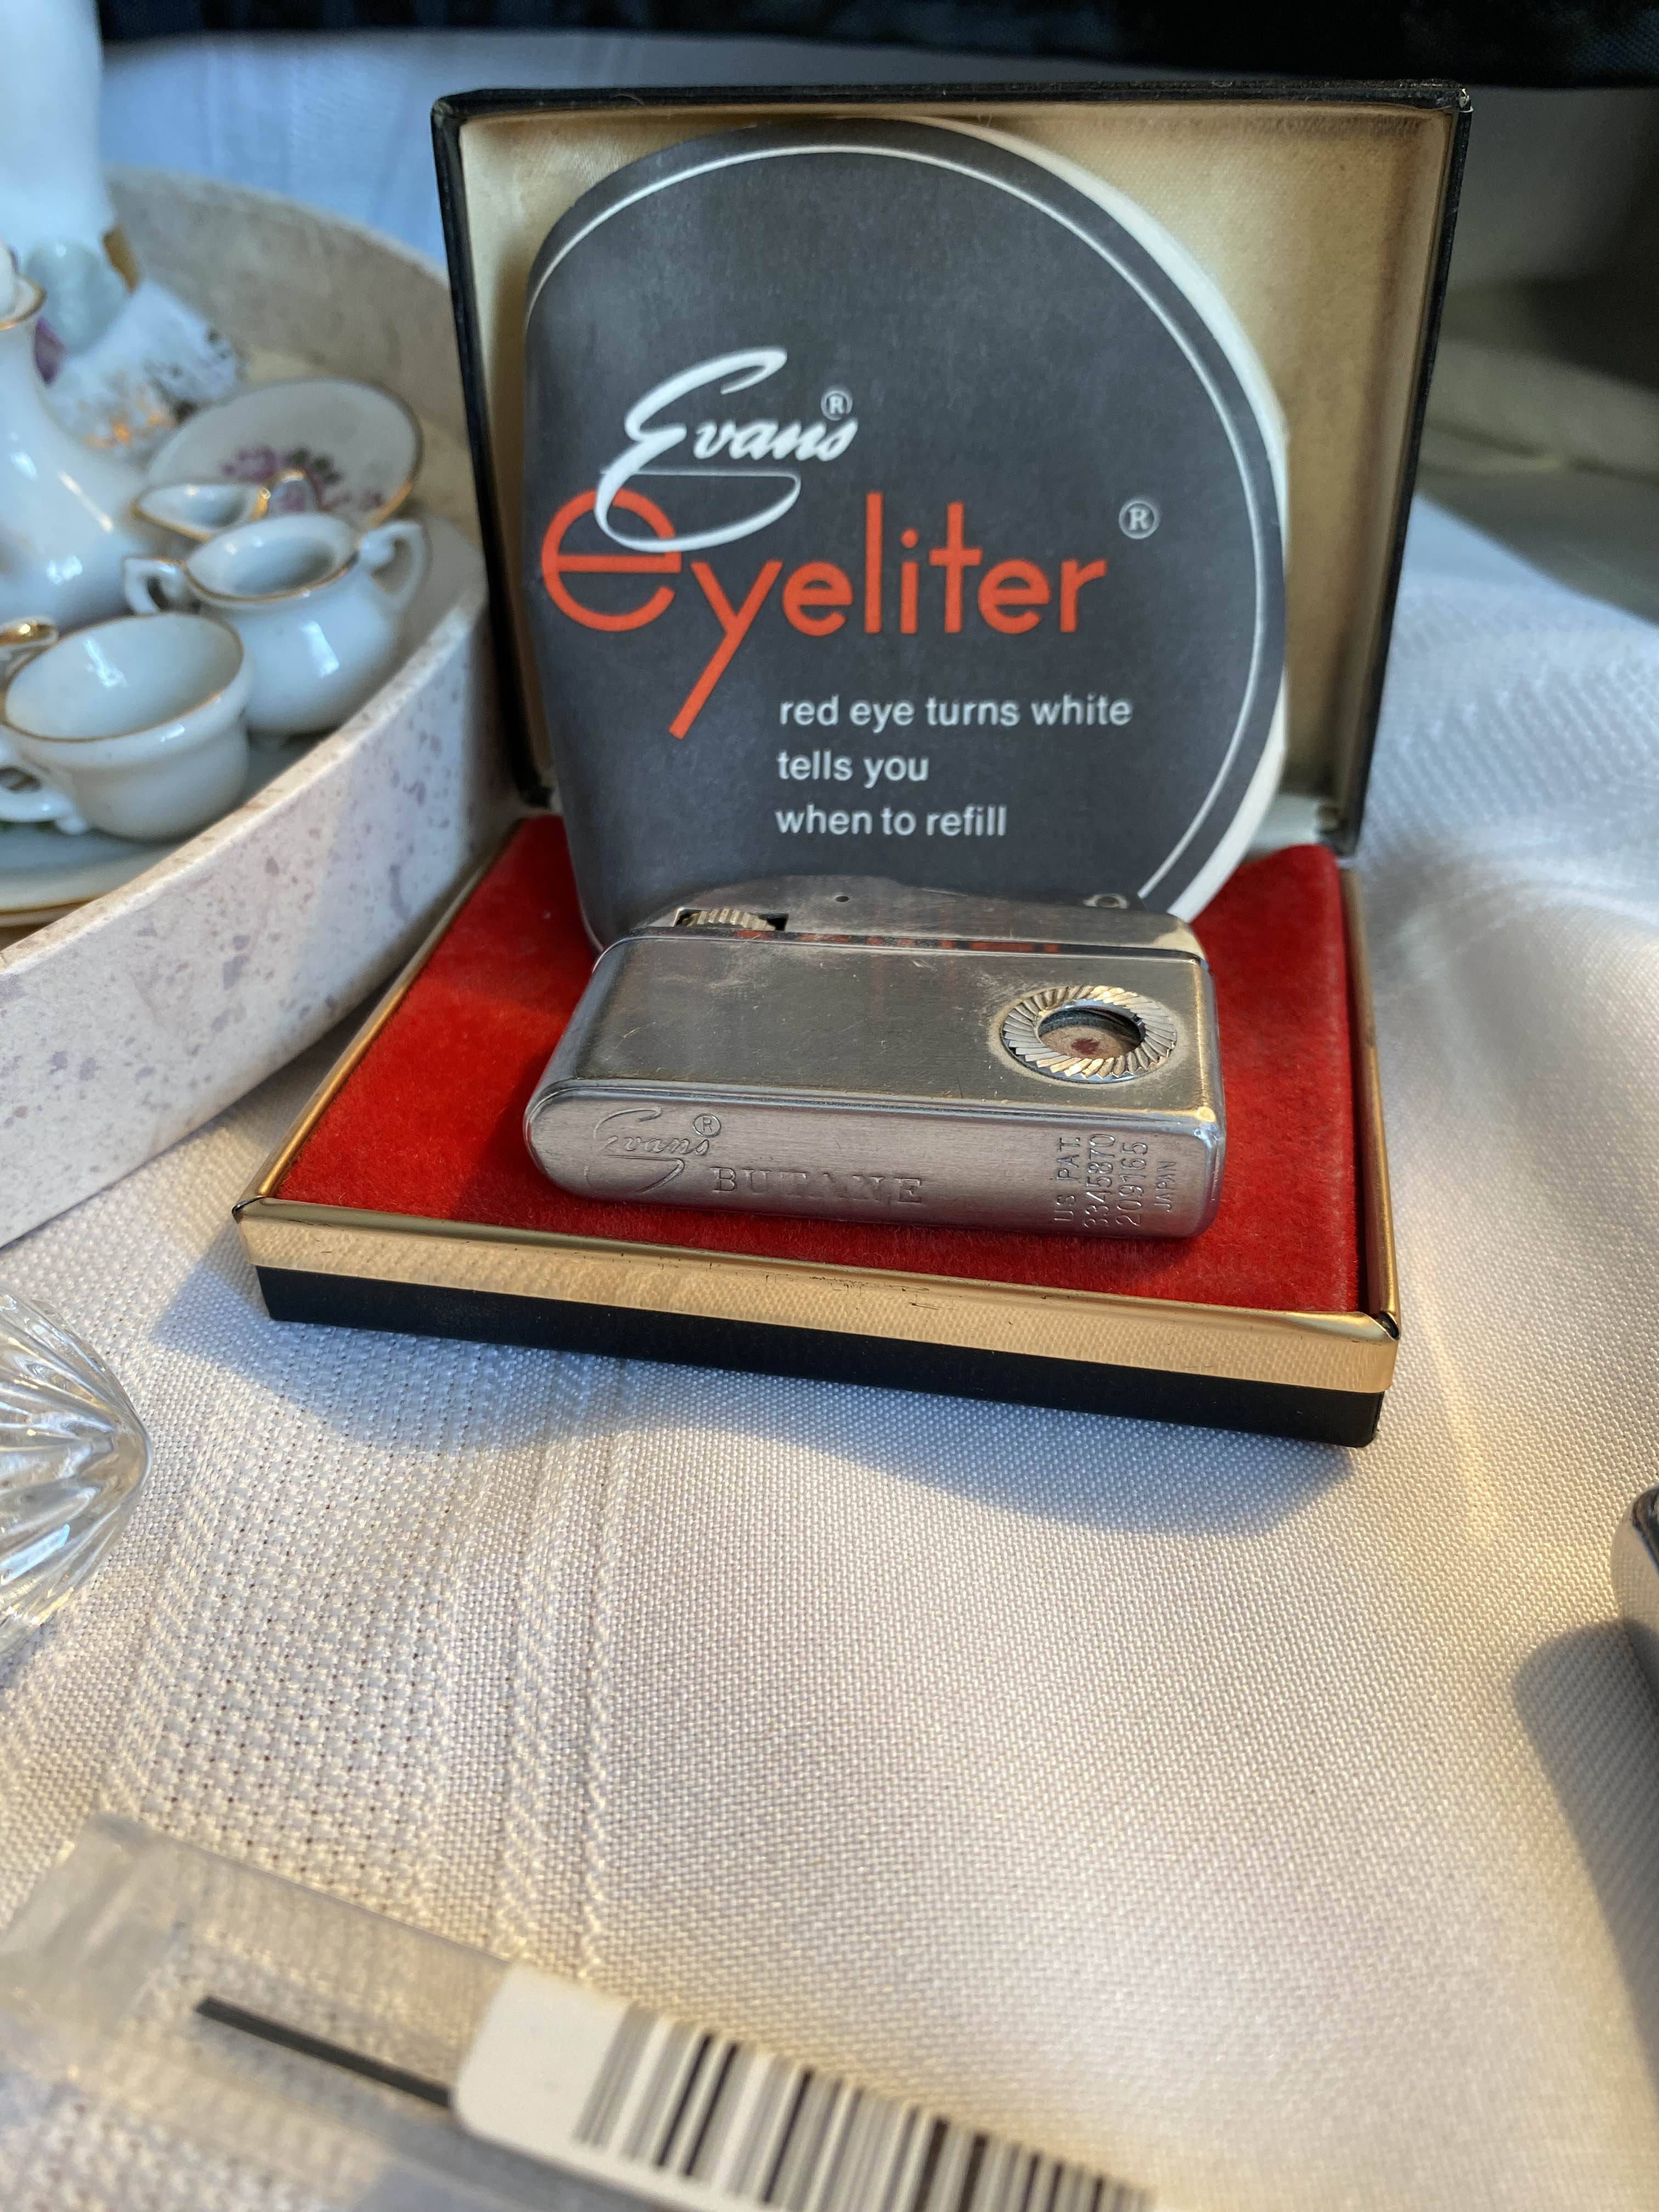 Evans®
eyeliter®
red eye turns white
tells you
when to refill
Evans®
BUTANE
US PAT.
3345870
209165
JAPAN